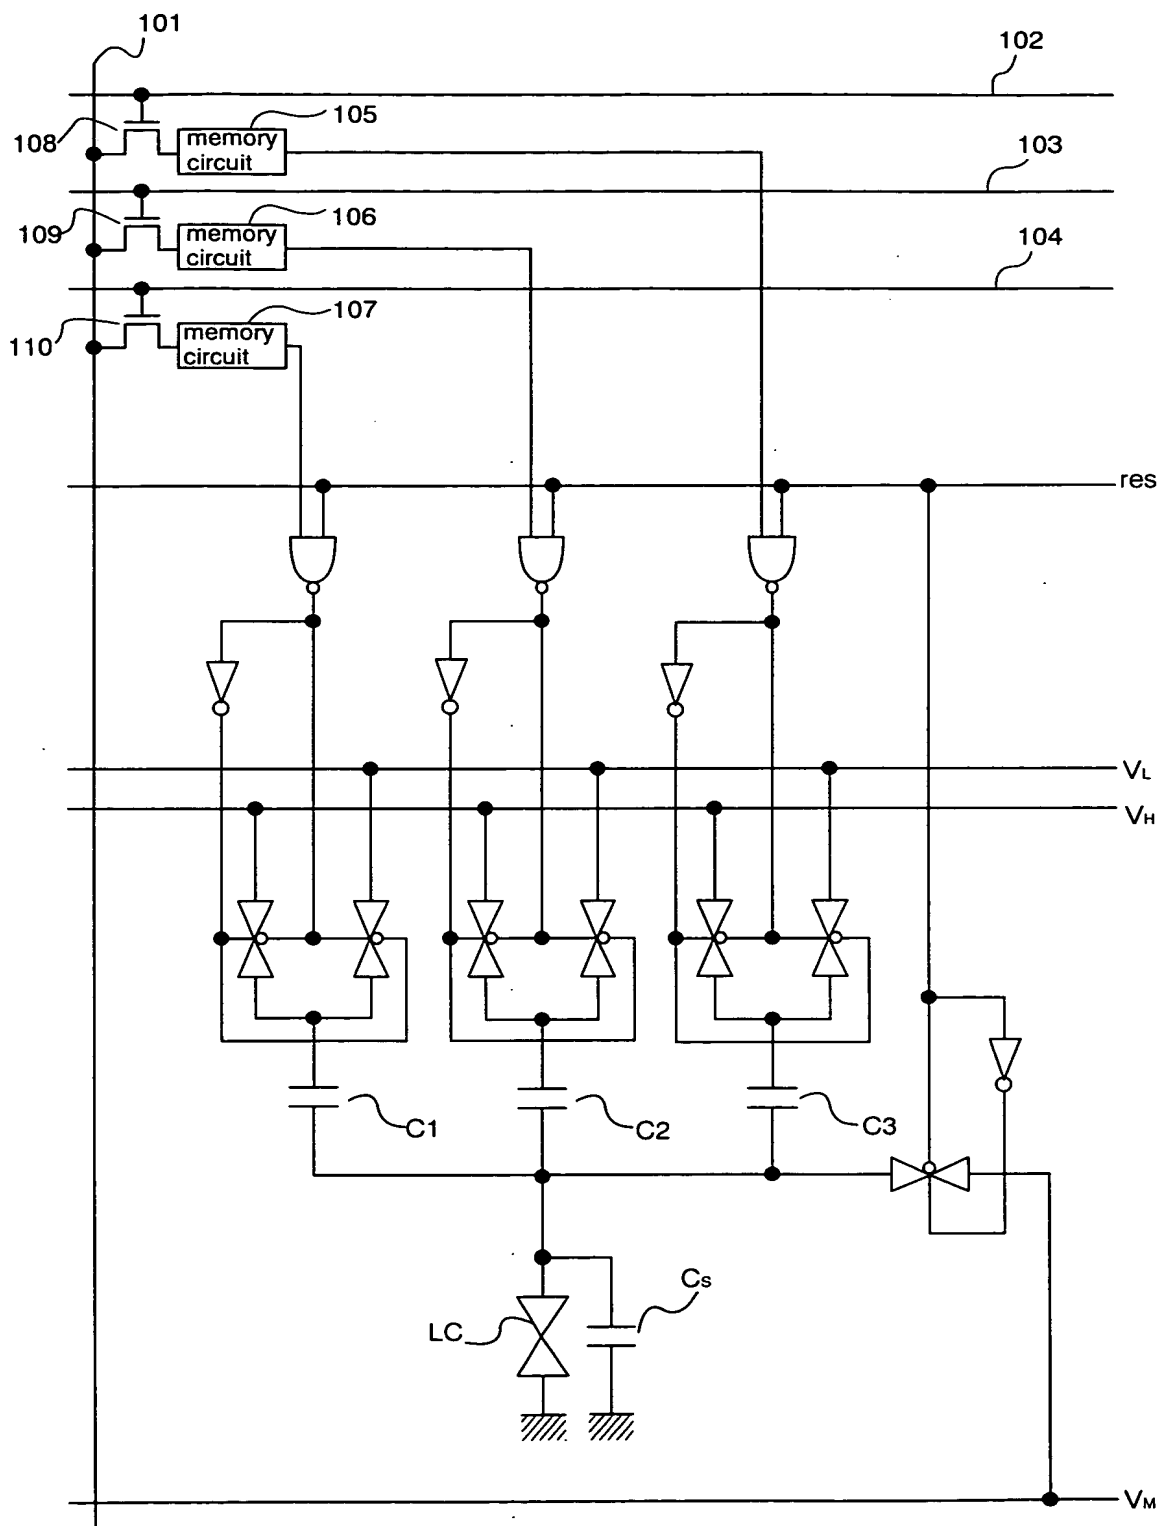 101
102
105
108
memory
circuit
103
106
109
memory
circuit
104
107
110
memory
circuit
res
VL
VH
C1
C2
C3
Cs
LC
VM